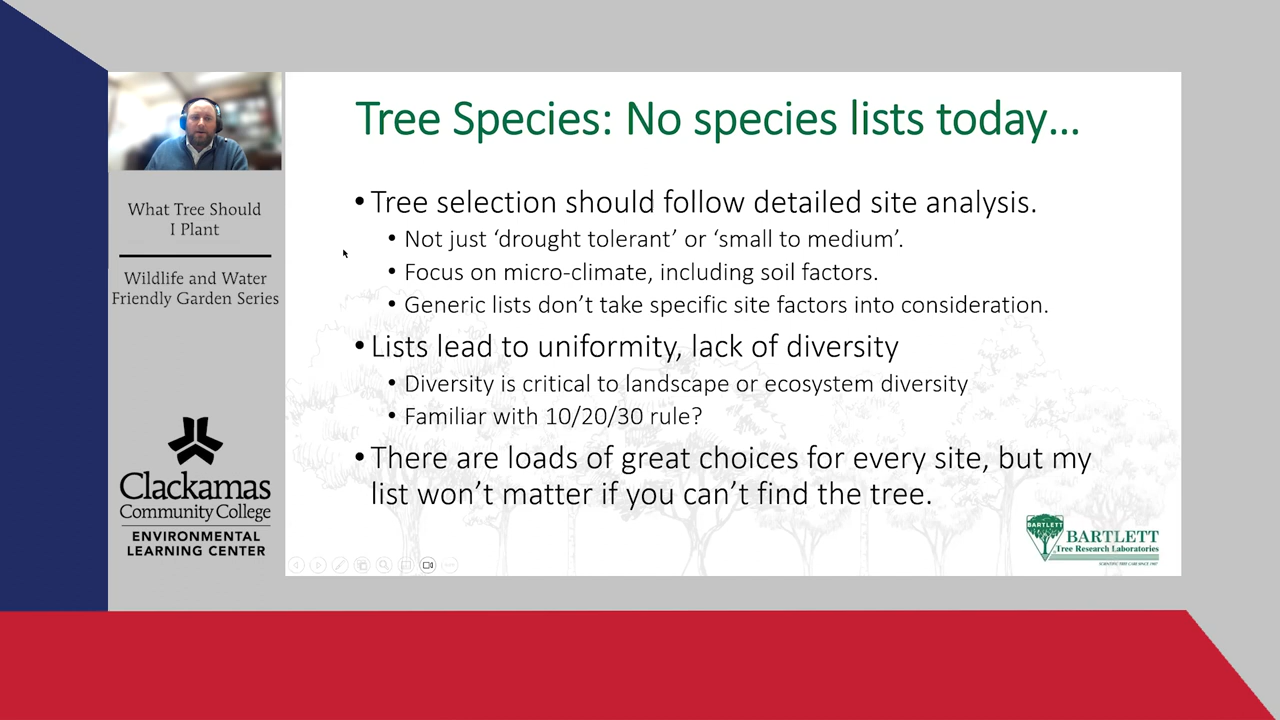 Tree Species: No species lists today...
• Tree selection should follow detailed site analysis.
• Not just ‘drought tolerant’ or ‘small to medium’.
• Focus on micro-climate, including soil factors.
• Generic lists don’t take specific site factors into consideration.
• Lists lead to uniformity, lack of diversity
• Diversity is critical to landscape or ecosystem diversity
• Familiar with 10/20/30 rule?
• There are loads of great choices for every site, but my
list won’t matter if you can’t find the tree.
What Tree Should
I Plant
Wildlife and Water
Friendly Garden Series
Clackamas
Community College
ENVIRONMENTAL
LEARNING CENTER
BARTLETT
BARTLETT
Tree Research Laboratories